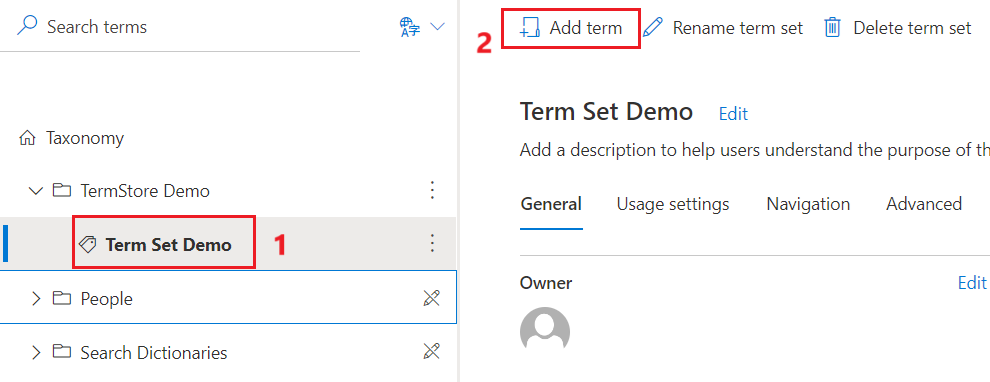 Search terms
Taxonomy
TermStore Demo
Term Set Demo 1
People
Search Dictionaries
2 Add term Rename term set Delete term set
Term Set Demo Edit
Add a description to help users understand the purpose of th
General Usage settings Navigation Advanced
Owner Edit